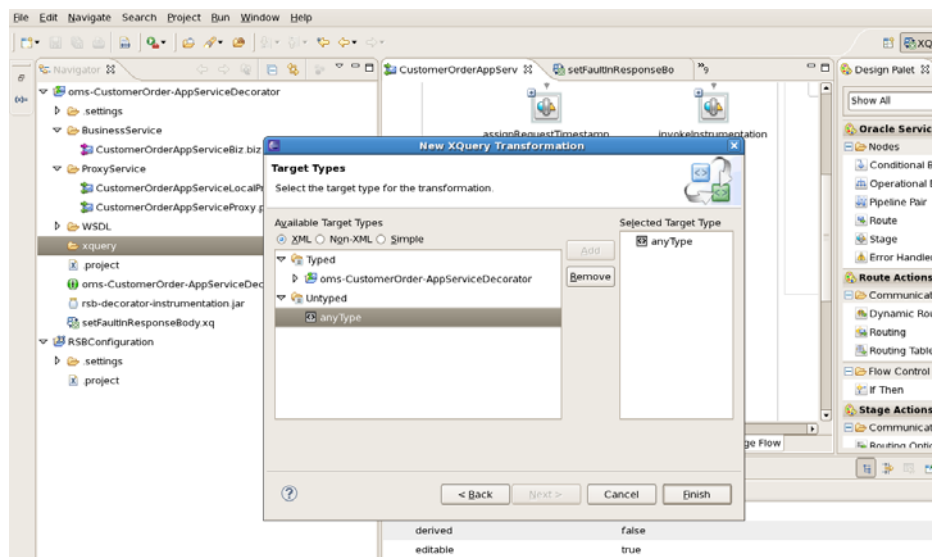 File Edit Navigate Search Project Run Window Help
XQ
Navigator
CustomerOrderAppServ
setFaultInResponseBo
"9
Design Palet
oms-CustomerOrder-AppServiceDecorator
.settings
BusinessService
CustomerOrderAppServiceBiz.biz
ProxyService
CustomerOrderAppServiceLocalPr
CustomerOrderAppServiceProxy.p
WSDL
xquery
.project
oms-CustomerOrder-AppServiceDec
rsb-decorator-instrumentation.jar
setFaultInResponseBody.xq
RSBConfiguration
.settings
.project
assignRequestTimestamp
invokeInstrumentation
New XQuery Transformation
Target Types
Select the target type for the transformation.
Available Target Types
XML Non-XML Simple
Typed
oms-CustomerOrder-AppServiceDecorator
Untyped
anyType
Add
Remove
Selected Target Type
anyType
< Back Next > Cancel Finish
ge Flow
derived false
editable true
Show All
Oracle Servic
Nodes
Conditional B
Operational B
Pipeline Pair
Route
Stage
Error Handler
Route Actions
Communicat
Dynamic Rou
Routing
Routing Table
Flow Control
If Then
Stage Actions
Communicat
Routing Optio